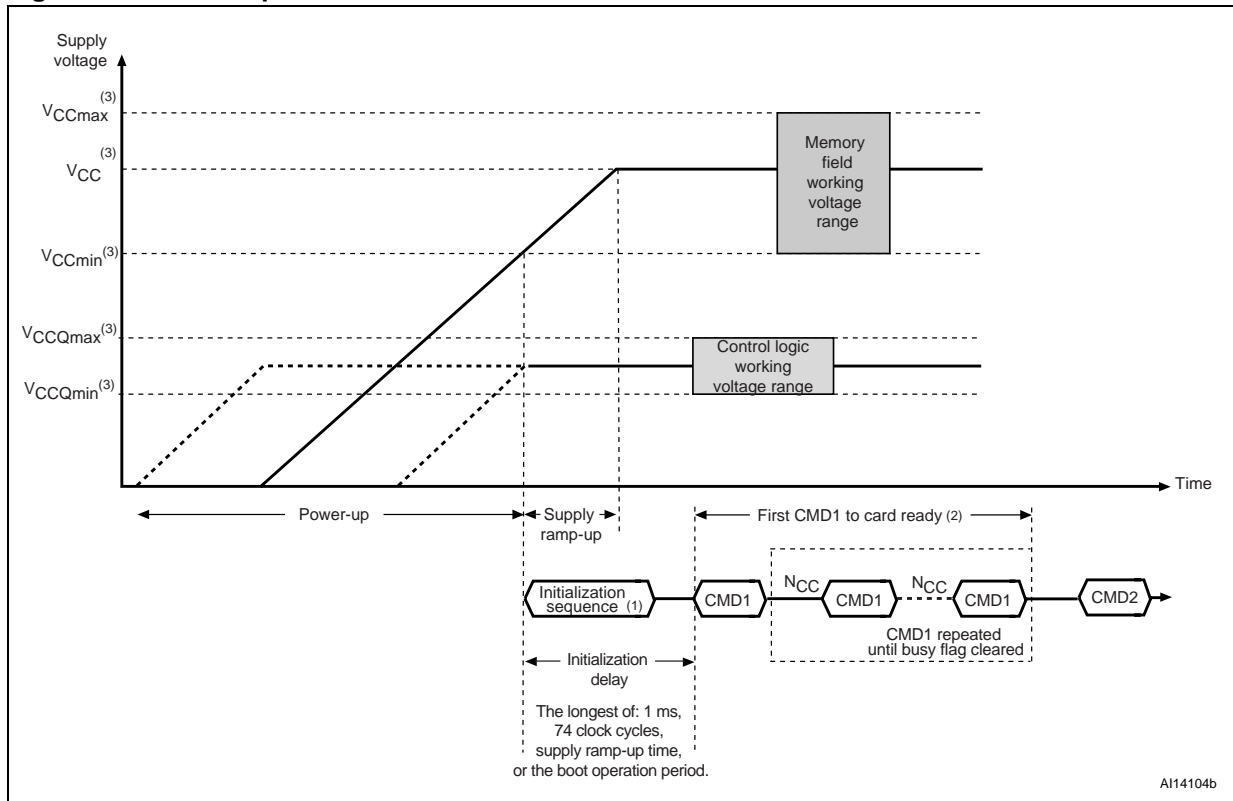 Supply
voltage
VCCmax(3)
VCC(3)
VCCmin(3)
VCCQmax(3)
VCCQmin(3)
Memory
field
working
voltage
range
Control logic
working
voltage range
Time
Power-up
Supply
ramp-up
First CMD1 to card ready (2)
Initialization
sequence (1)
CMD1
NCC
CMD1
NCC
CMD1
CMD2
CMD1 repeated
until busy flag cleared
Initialization
delay
The longest of: 1 ms,
74 clock cycles,
supply ramp-up time,
or the boot operation period.
AI14104b